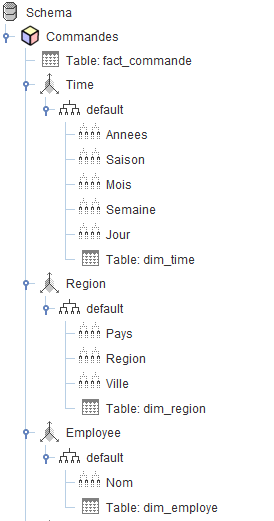 Schema
Commandes
Table: fact_commande
Time
default
Annees
Saison
Mois
Semaine
Jour
Table: dim_time
Region
default
Pays
Region
Ville
Table: dim_region
Employee
default
Nom
Table: dim_employe